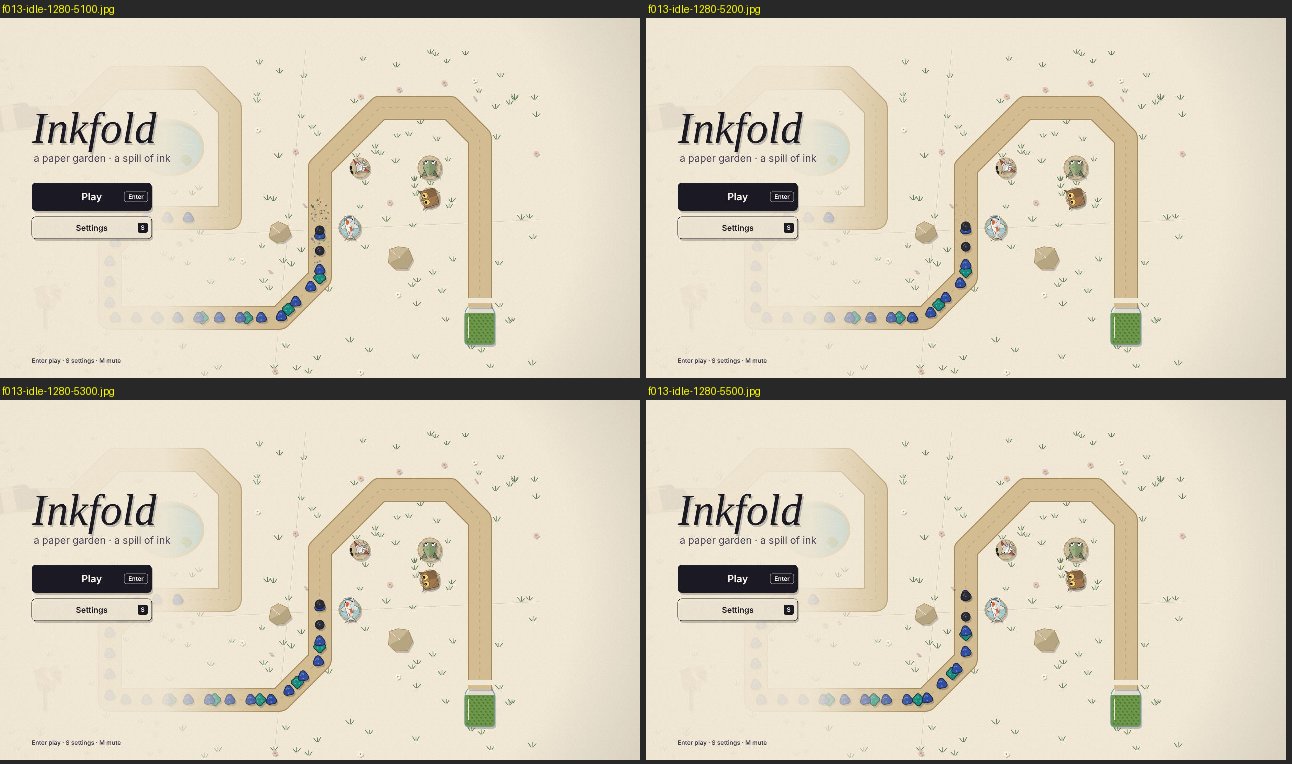 f013-idle-1280-5100.jpg
Inkfold
a paper garden · a spill of ink
Play Enter
Settings S
Enter play · S settings · M mute
f013-idle-1280-5200.jpg
Inkfold
a paper garden · a spill of ink
Play Enter
Settings S
Enter play · S settings · M mute
f013-idle-1280-5300.jpg
Inkfold
a paper garden · a spill of ink
Play Enter
Settings S
Enter play · S settings · M mute
f013-idle-1280-5500.jpg
Inkfold
a paper garden · a spill of ink
Play Enter
Settings S
Enter play · S settings · M mute